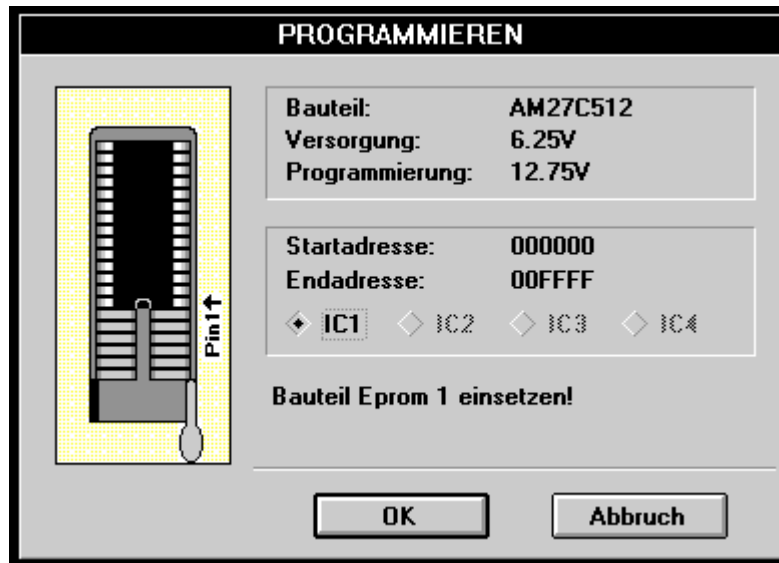 PROGRAMMIEREN
Bauteil: AM27C512
Versorgung: 6.25V
Programmierung: 12.75V
Startadresse: 000000
Endadresse: 00FFFF
IC1 IC2 IC3 IC4
Pin1↑
Bauteil Eprom 1 einsetzen!
OK Abbruch